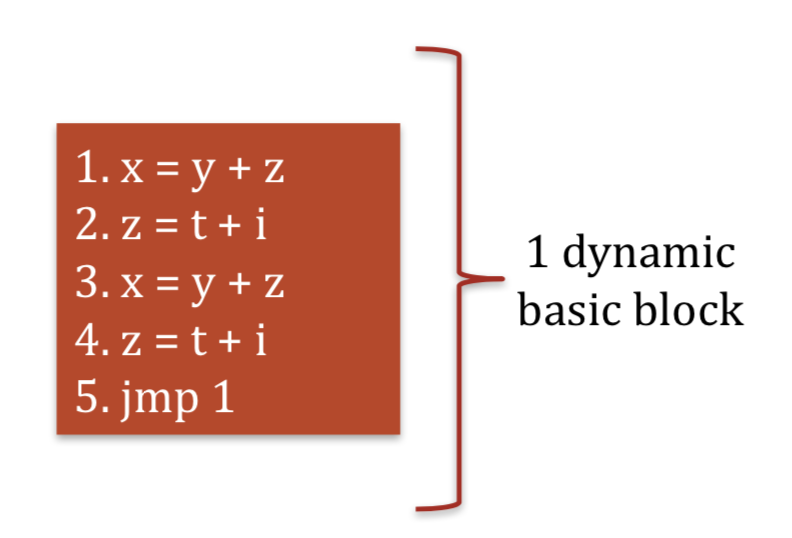 1. x = y + z
2. z = t + i
3. x = y + z
4. z = t + i
5. jmp 1
1 dynamic
basic block